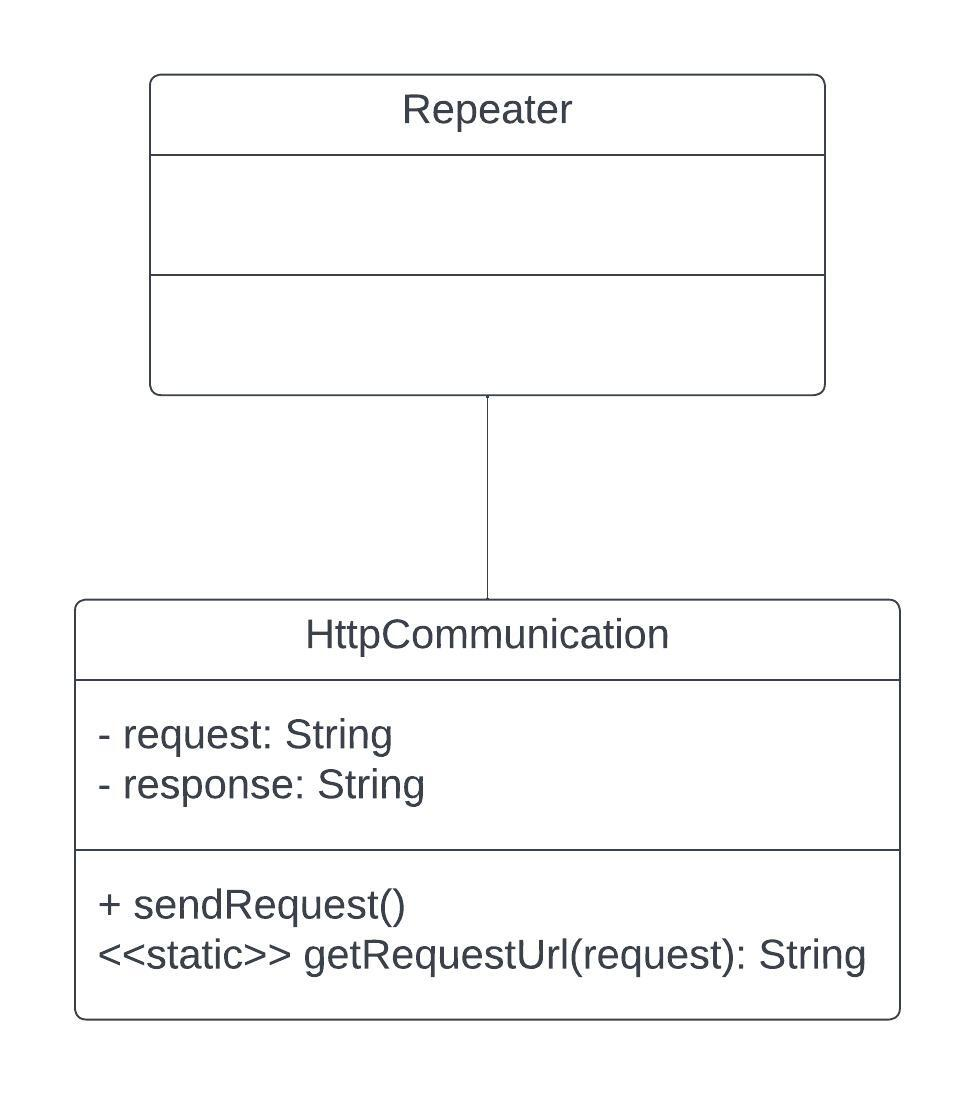 Repeater
HttpCommunication
- request: String
- response: String
+ sendRequest()
<<static>> getRequestUrl(request): String